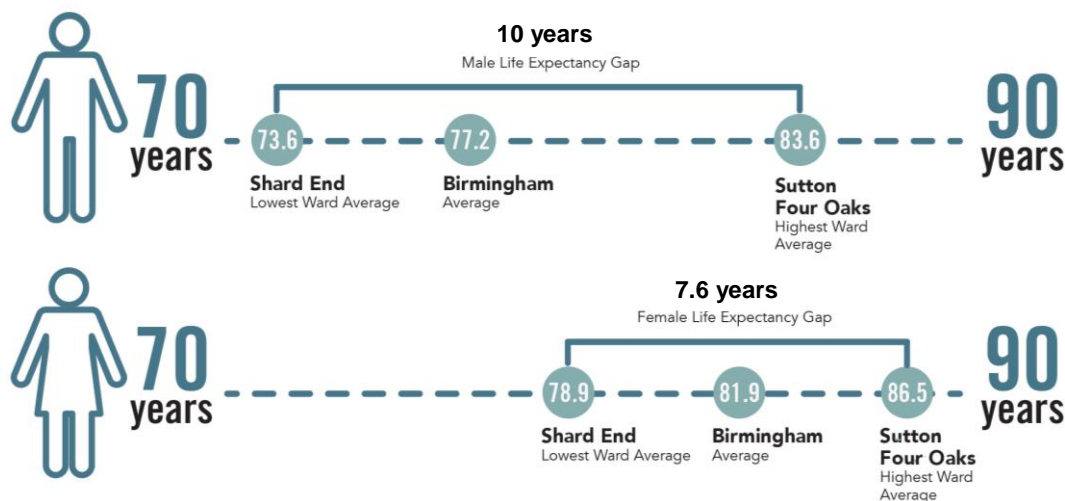 10 years
Male Life Expectancy Gap
70
years
73.6
77.2
83.6
90
years
Shard End
Lowest Ward Average
Birmingham
Average
Sutton
Four Oaks
Highest Ward
Average
7.6 years
Female Life Expectancy Gap
70
years
78.9
81.9
86.5
90
years
Shard End
Lowest Ward Average
Birmingham
Average
Sutton
Four Oaks
Highest Ward
Average